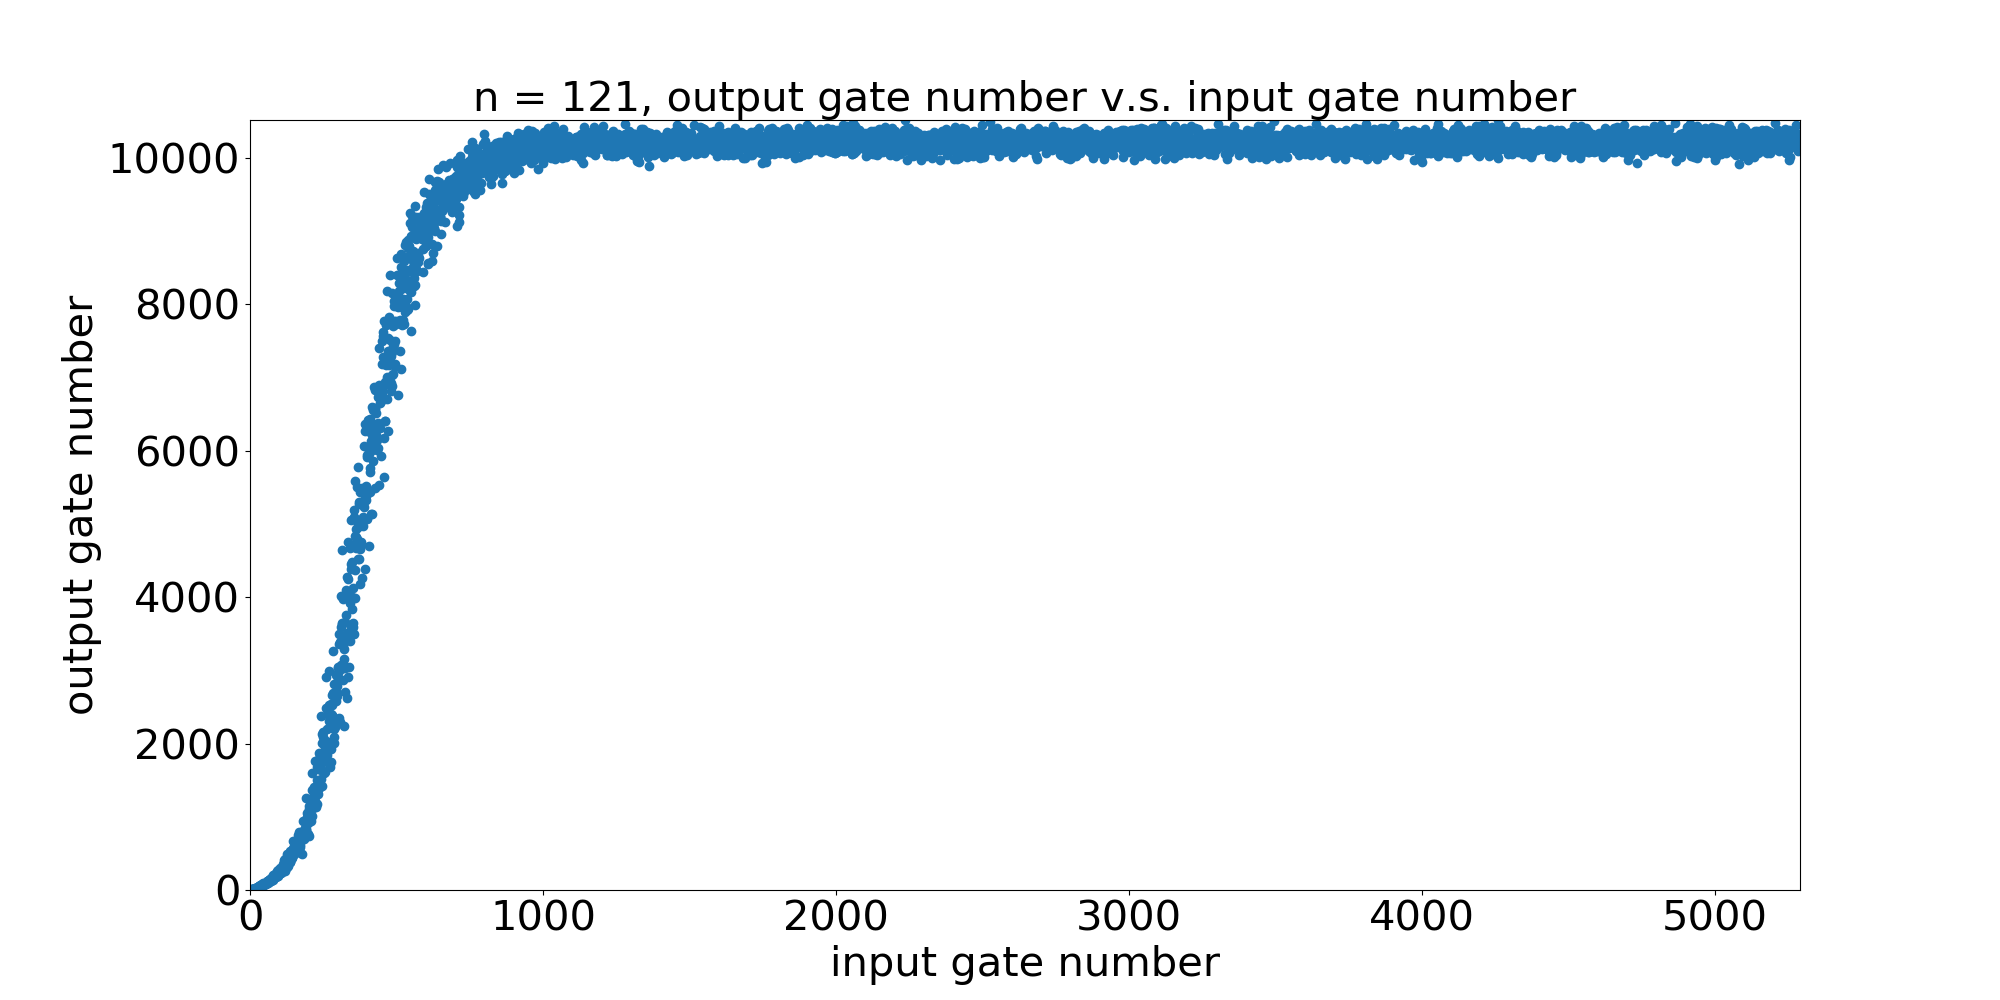 n = 121, output gate number v.s. input gate number
output gate number
10000
8000
6000
4000
2000
0
0 1000 2000 3000 4000 5000
input gate number